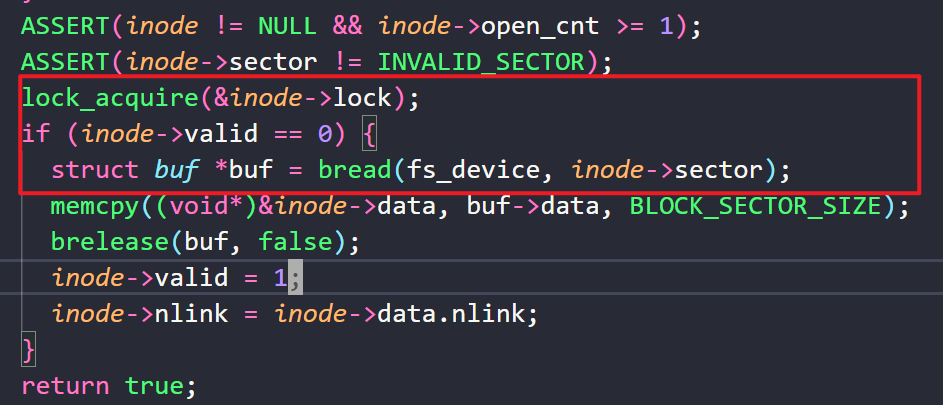 ASSERT(inode != NULL && inode->open_cnt >= 1);
ASSERT(inode->sector != INVALID_SECTOR);
lock_acquire(&inode->lock);
if (inode->valid == 0) {
  struct buf *buf = bread(fs_device, inode->sector);
  memcpy((void*)&inode->data, buf->data, BLOCK_SECTOR_SIZE);
  brelease(buf, false);
  inode->valid = 1;
  inode->nlink = inode->data.nlink;
}
return true;